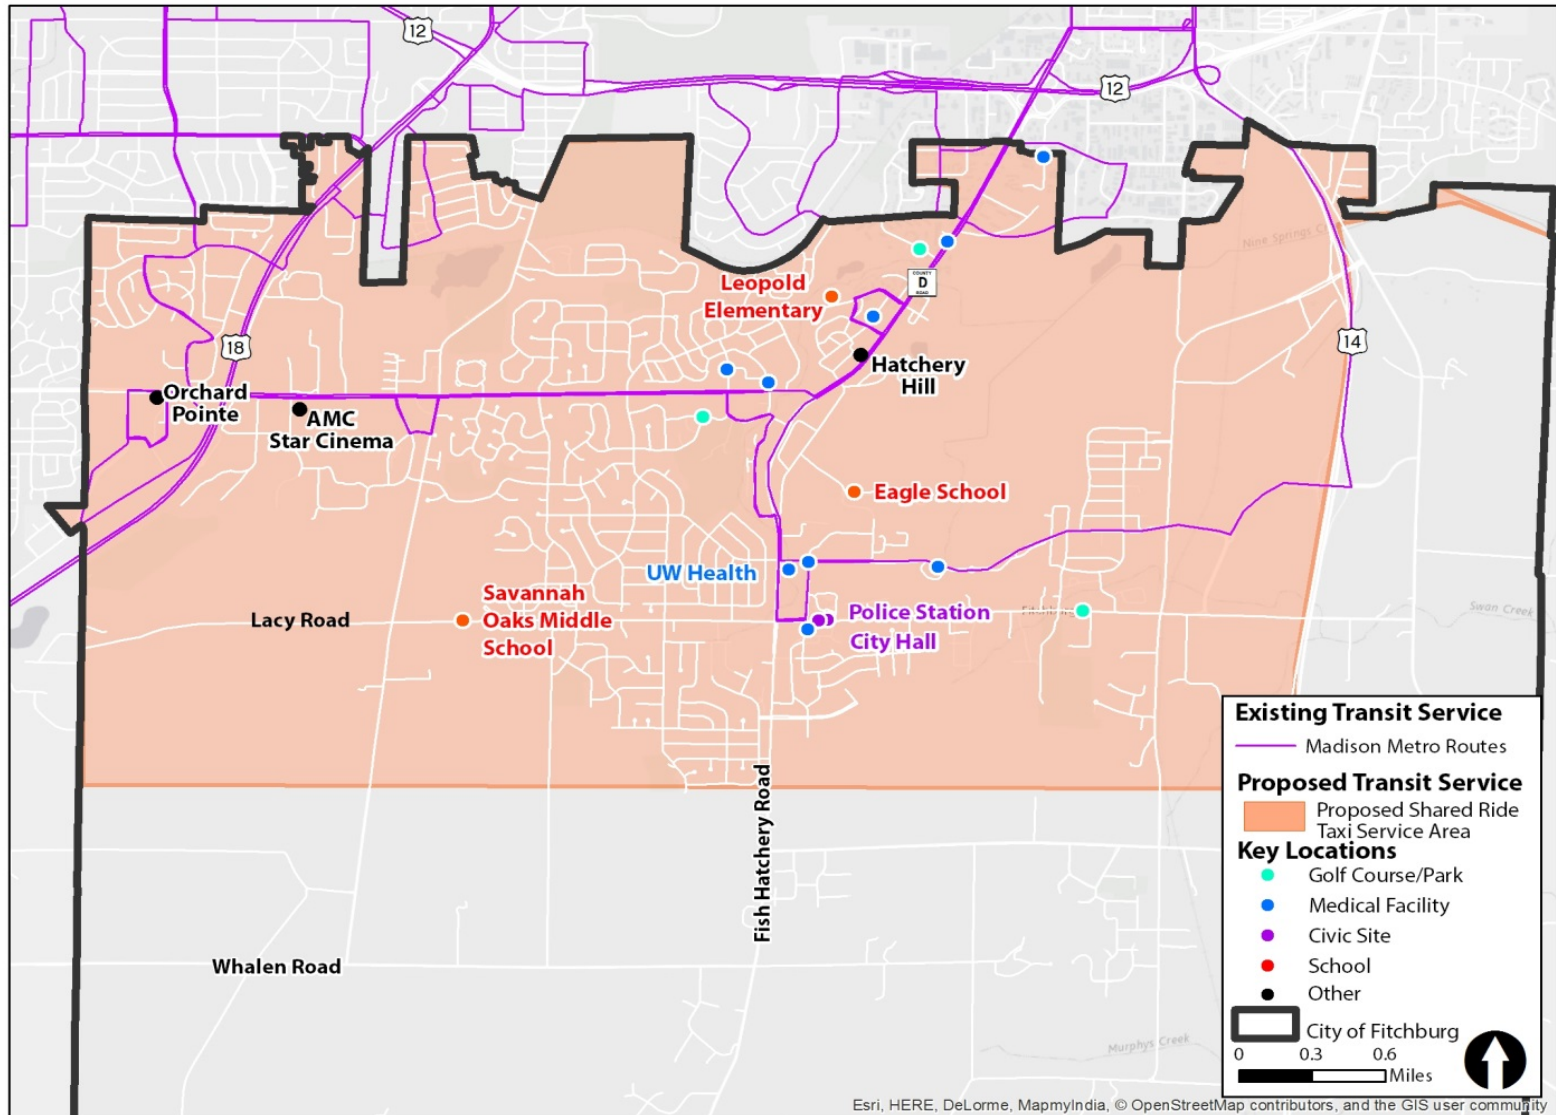 12
12
Nine Springs C
Leopold
Elementary
COUNTY
D
ROAD
18
14
Hatchery
Hill
Orchard
Pointe
AMC
Star Cinema
Eagle School
UW Health
Savannah
Oaks Middle
School
Lacy Road
Police Station
City Hall
Fitchburg
Swan Creek
Fish Hatchery Road
Whalen Road
Murphys Creek
Existing Transit Service
Madison Metro Routes
Proposed Transit Service
Proposed Shared Ride
Taxi Service Area
Key Locations
Golf Course/Park
Medical Facility
Civic Site
School
Other
City of Fitchburg
0 0.3 0.6
Miles
Esri, HERE, DeLorme, MapmyIndia, © OpenStreetMap contributors, and the GIS user community